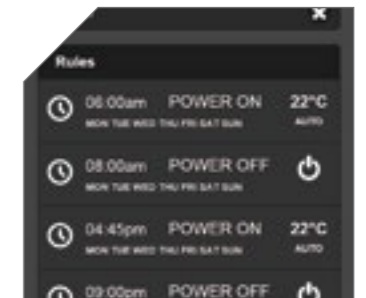 Rules
06:00am POWER ON 22°C
MON TUE WED THU FRI SAT SUN AUTO
08:00am POWER OFF
MON TUE WED THU FRI SAT SUN
04:45pm POWER ON 22°C
MON TUE WED THU FRI SAT SUN AUTO
09:00pm POWER OFF